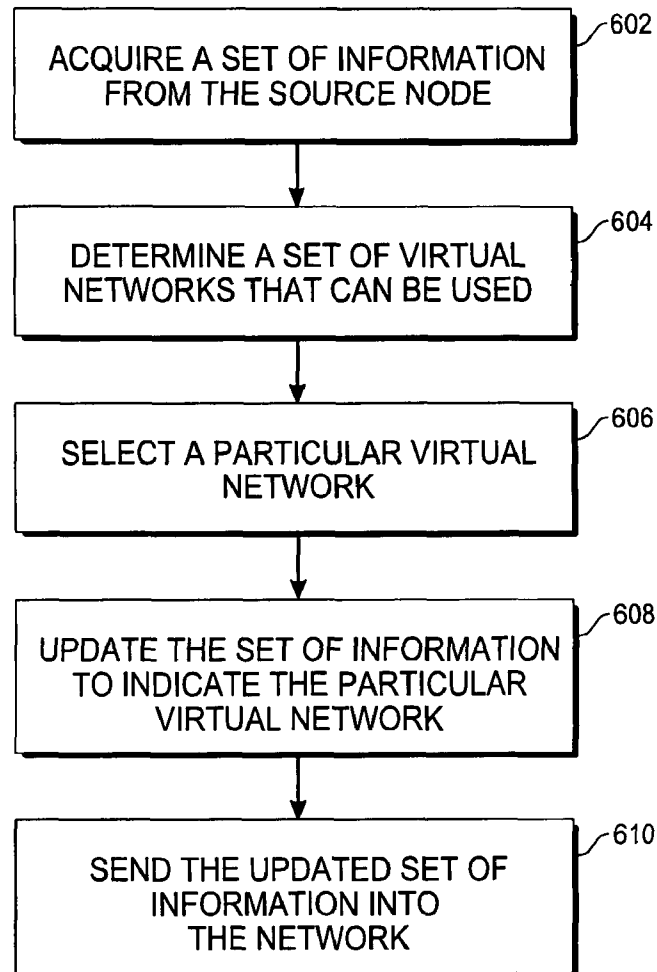 602
ACQUIRE A SET OF INFORMATION
FROM THE SOURCE NODE
604
DETERMINE A SET OF VIRTUAL
NETWORKS THAT CAN BE USED
606
SELECT A PARTICULAR VIRTUAL
NETWORK
608
UPDATE THE SET OF INFORMATION
TO INDICATE THE PARTICULAR
VIRTUAL NETWORK
610
SEND THE UPDATED SET OF
INFORMATION INTO
THE NETWORK